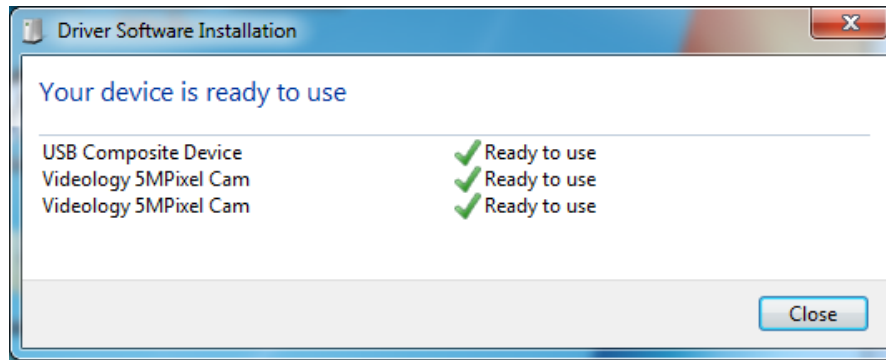 Driver Software Installation
Your device is ready to use
USB Composite Device Ready to use
Videology 5MPixel Cam Ready to use
Videology 5MPixel Cam Ready to use
Close